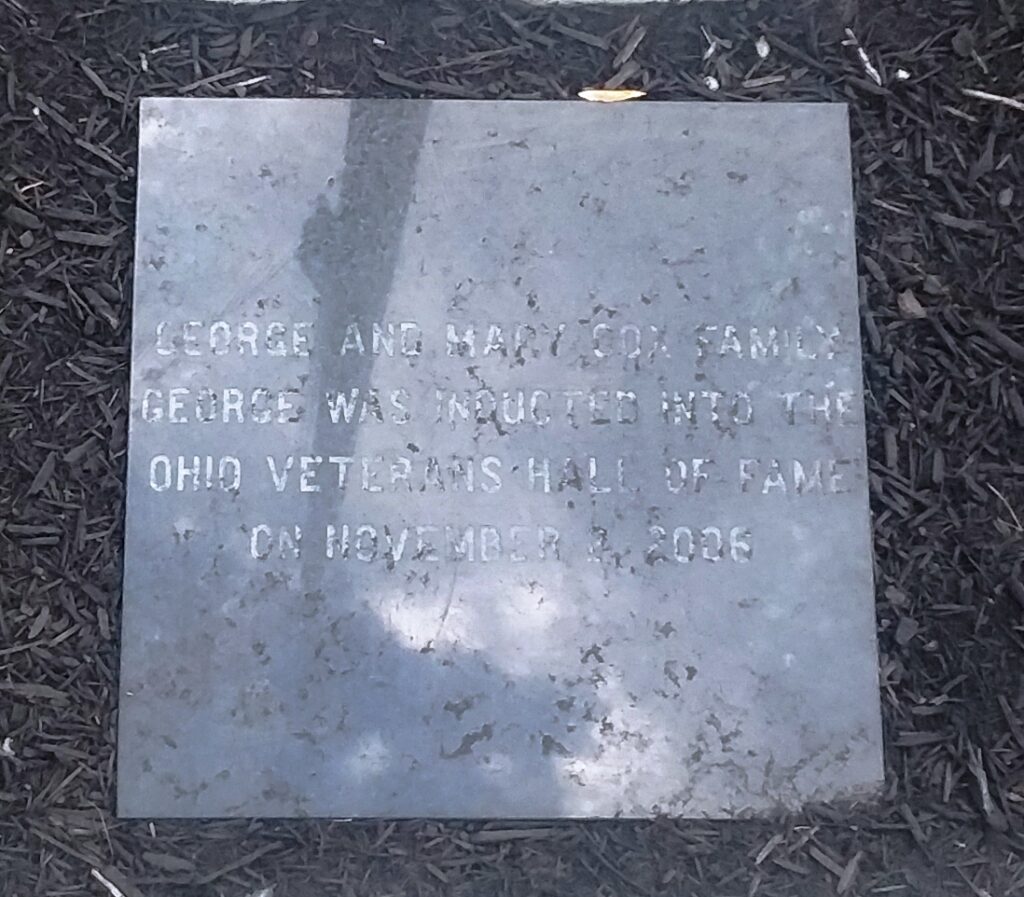 GEORGE AND MARY COX FAMILY
GEORGE WAS INDUCTED INTO THE
OHIO VETERANS HALL OF FAME
ON NOVEMBER 2, 2006